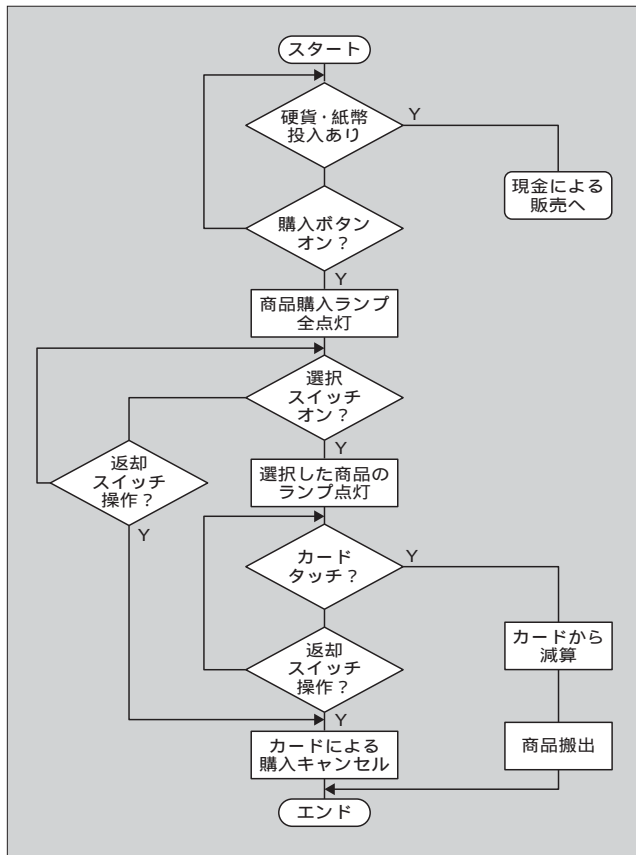 スタート
硬貨・紙幣
投入あり
Y
現金による
販売へ
購入ボタン
オン?
Y
商品購入ランプ
全点灯
選択
スイッチ
オン?
Y
返却
スイッチ
操作?
Y
選択した商品の
ランプ点灯
カード
タッチ?
Y
カードから
減算
返却
スイッチ
操作?
Y
カードによる
購入キャンセル
商品搬出
エンド